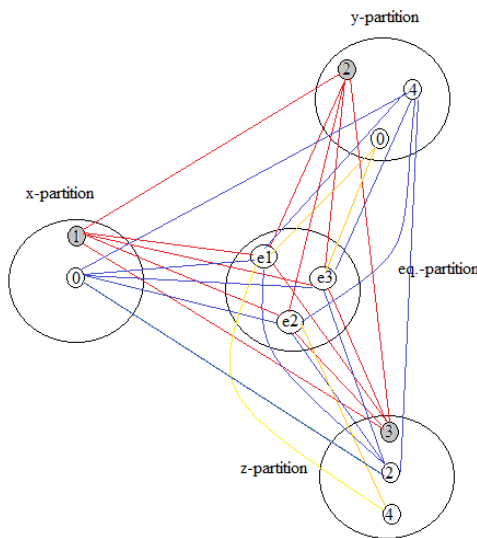 y-partition
2
4
0
x-partition
1
0
e1
e3
eq.-partition
e2
3
z-partition
2
4